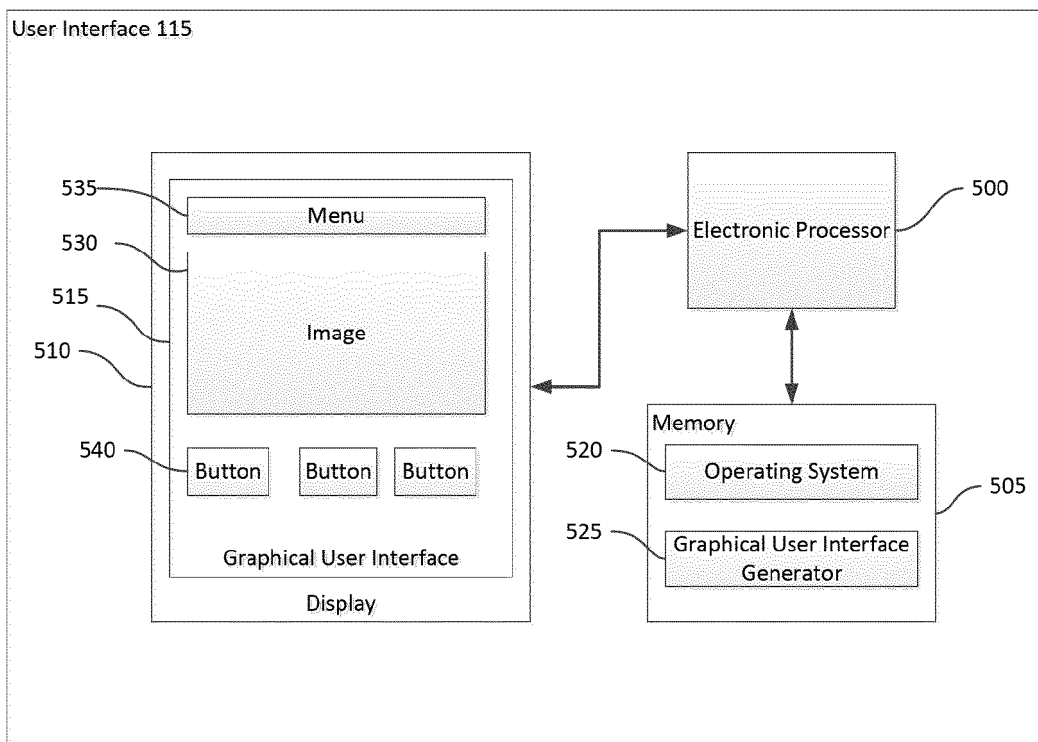 User Interface 115
535
Menu
530
515
Image
510
540
Button
Button
Button
Graphical User Interface
Display
Electronic Processor
500
Memory
520
Operating System
505
525
Graphical User Interface
Generator